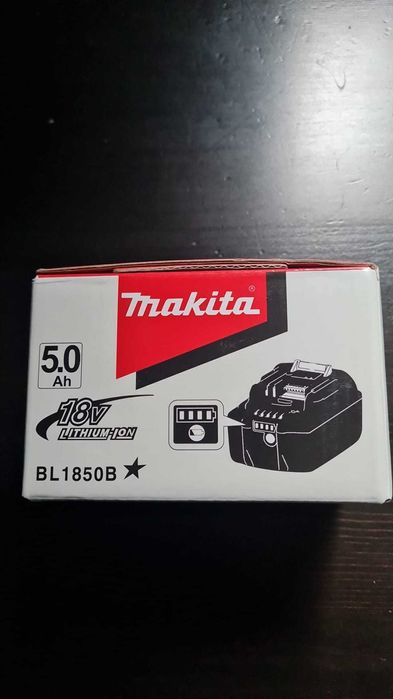 makita®
5.0
Ah
18V
LITHIUM-ION
BL1850B ★